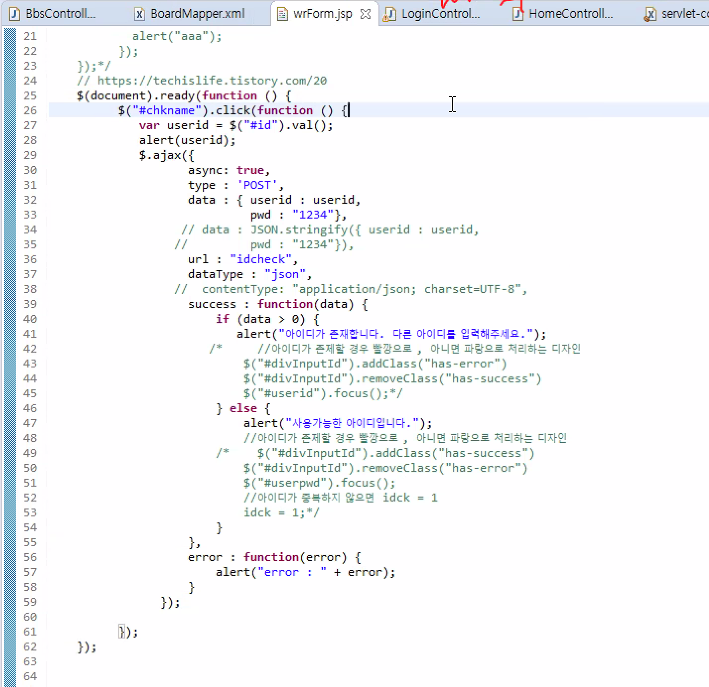 BbsControll... BoardMapper.xml wrForm.jsp LoginControl... HomeControll... servlet-co
21 alert("aaa");
22 });
23 });*/
24 // https://techislife.tistory.com/20
25 $(document).ready(function () {
26 $("#chkname").click(function () {
27 var userid = $("#id").val();
28 alert(userid);
29 $.ajax({
30 async: true,
31 type : 'POST',
32 data : { userid : userid,
33 pwd : "1234"},
34 // data : JSON.stringify({ userid : userid,
35 // pwd : "1234"}),
36 url : "idcheck",
37 dataType : "json",
38 // contentType: "application/json; charset=UTF-8",
39 success : function(data) {
40 if (data > 0) {
41 alert("아이디가 존재합니다. 다른 아이디를 입력해주세요.");
42 /* //아이디가 존제할 경우 빨깡으로 , 아니면 파랑으로 처리하는 디자인
43 $("#divInputId").addClass("has-error")
44 $("#divInputId").removeClass("has-success")
45 $("#userid").focus();*/
46 } else {
47 alert("사용가능한 아이디입니다.");
48 //아이디가 존제할 경우 빨깡으로 , 아니면 파랑으로 처리하는 디자인
49 /* $("#divInputId").addClass("has-success")
50 $("#divInputId").removeClass("has-error")
51 $("#userpwd").focus();
52 //아이디가 중복하지 않으면 idck = 1
53 idck = 1;*/
54 }
55 },
56 error : function(error) {
57 alert("error : " + error);
58 }
59 });
60
61 });
62 });
63
64